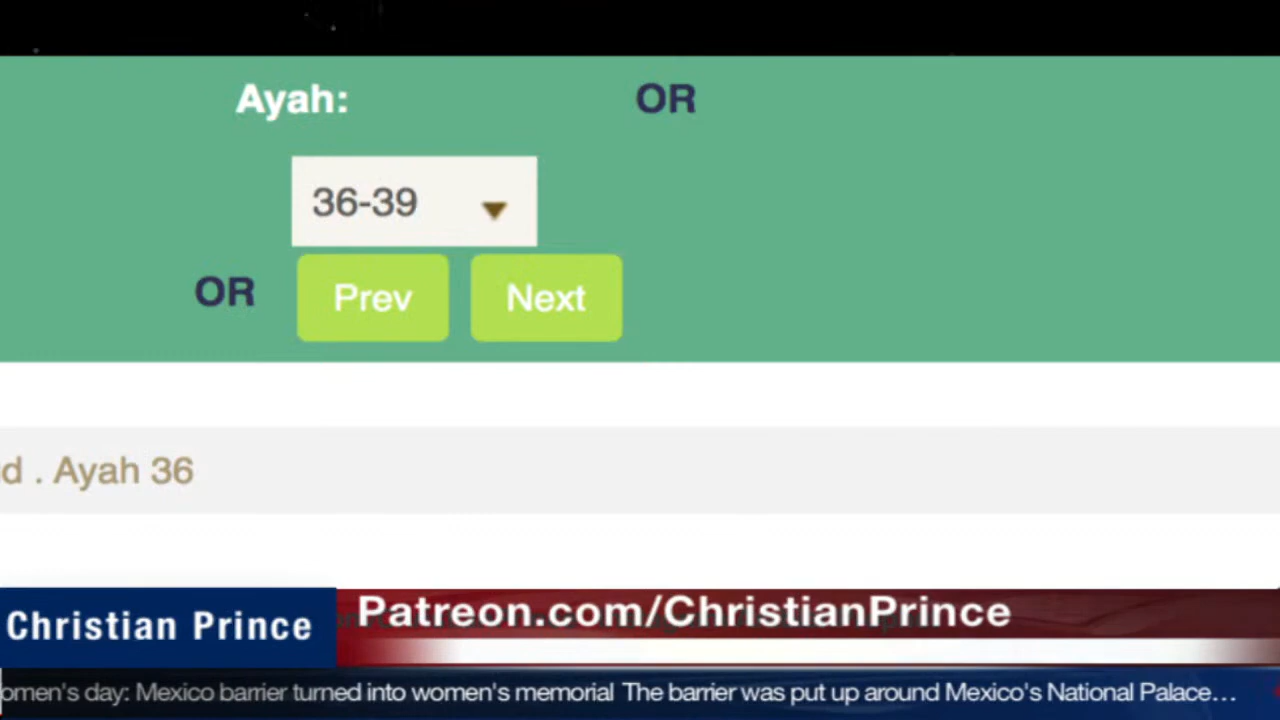 Ayah: OR
36-39
OR Prev Next
d . Ayah 36
Christian Prince
Patreon.com/ChristianPrince
omen's day: Mexico barrier turned into women's memorial The barrier was put up around Mexico's National Palace…